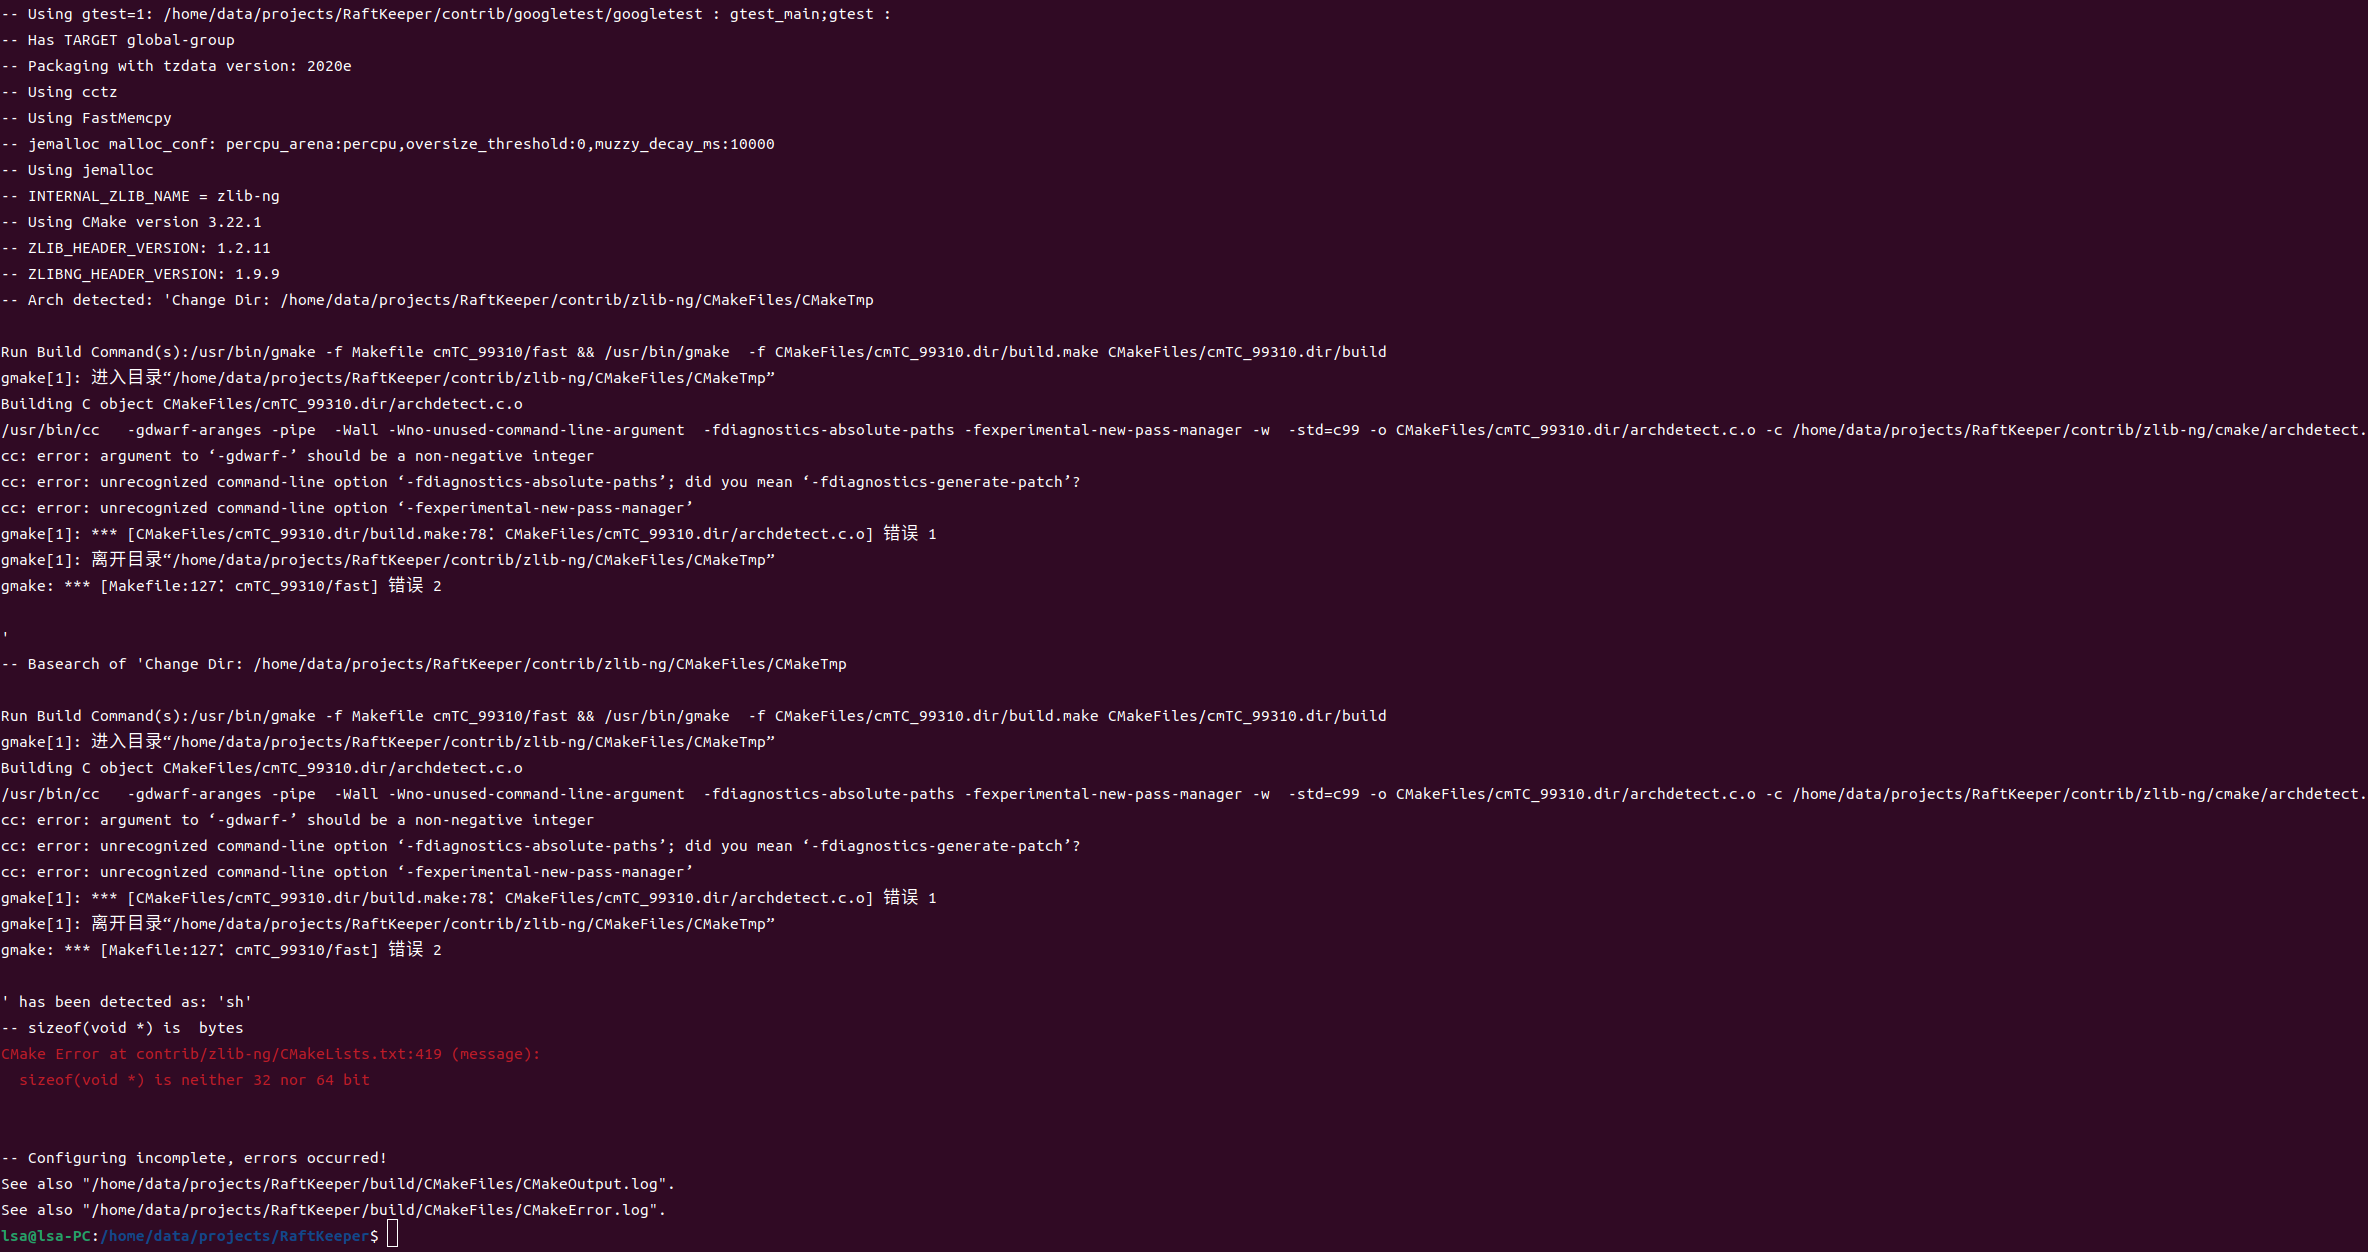 -- Using gtest=1: /home/data/projects/RaftKeeper/contrib/googletest/googletest : gtest_main;gtest :
-- Has TARGET global-group
-- Packaging with tzdata version: 2020e
-- Using cctz
-- Using FastMemcpy
-- jemalloc malloc_conf: percpu_arena:percpu,oversize_threshold:0,muzzy_decay_ms:10000
-- Using jemalloc
-- INTERNAL_ZLIB_NAME = zlib-ng
-- Using CMake version 3.22.1
-- ZLIB_HEADER_VERSION: 1.2.11
-- ZLIBNG_HEADER_VERSION: 1.9.9
-- Arch detected: 'Change Dir: /home/data/projects/RaftKeeper/contrib/zlib-ng/CMakeFiles/CMakeTmp
Run Build Command(s):/usr/bin/gmake -f Makefile cmTC_99310/fast && /usr/bin/gmake  -f CMakeFiles/cmTC_99310.dir/build.make CMakeFiles/cmTC_99310.dir/build
gmake[1]: 进入目录“/home/data/projects/RaftKeeper/contrib/zlib-ng/CMakeFiles/CMakeTmp”
Building C object CMakeFiles/cmTC_99310.dir/archdetect.c.o
/usr/bin/cc   -gdwarf-aranges -pipe  -Wall -Wno-unused-command-line-argument  -fdiagnostics-absolute-paths -fexperimental-new-pass-manager -w  -std=c99 -o CMakeFiles/cmTC_99310.dir/archdetect.c.o -c /home/data/projects/RaftKeeper/contrib/zlib-ng/cmake/archdetect.
cc: error: argument to ‘-gdwarf-’ should be a non-negative integer
cc: error: unrecognized command-line option ‘-fdiagnostics-absolute-paths’; did you mean ‘-fdiagnostics-generate-patch’?
cc: error: unrecognized command-line option ‘-fexperimental-new-pass-manager’
gmake[1]: *** [CMakeFiles/cmTC_99310.dir/build.make:78：CMakeFiles/cmTC_99310.dir/archdetect.c.o] 错误 1
gmake[1]: 离开目录“/home/data/projects/RaftKeeper/contrib/zlib-ng/CMakeFiles/CMakeTmp”
gmake: *** [Makefile:127：cmTC_99310/fast] 错误 2
'
-- Basearch of 'Change Dir: /home/data/projects/RaftKeeper/contrib/zlib-ng/CMakeFiles/CMakeTmp
Run Build Command(s):/usr/bin/gmake -f Makefile cmTC_99310/fast && /usr/bin/gmake  -f CMakeFiles/cmTC_99310.dir/build.make CMakeFiles/cmTC_99310.dir/build
gmake[1]: 进入目录“/home/data/projects/RaftKeeper/contrib/zlib-ng/CMakeFiles/CMakeTmp”
Building C object CMakeFiles/cmTC_99310.dir/archdetect.c.o
/usr/bin/cc   -gdwarf-aranges -pipe  -Wall -Wno-unused-command-line-argument  -fdiagnostics-absolute-paths -fexperimental-new-pass-manager -w  -std=c99 -o CMakeFiles/cmTC_99310.dir/archdetect.c.o -c /home/data/projects/RaftKeeper/contrib/zlib-ng/cmake/archdetect.
cc: error: argument to ‘-gdwarf-’ should be a non-negative integer
cc: error: unrecognized command-line option ‘-fdiagnostics-absolute-paths’; did you mean ‘-fdiagnostics-generate-patch’?
cc: error: unrecognized command-line option ‘-fexperimental-new-pass-manager’
gmake[1]: *** [CMakeFiles/cmTC_99310.dir/build.make:78：CMakeFiles/cmTC_99310.dir/archdetect.c.o] 错误 1
gmake[1]: 离开目录“/home/data/projects/RaftKeeper/contrib/zlib-ng/CMakeFiles/CMakeTmp”
gmake: *** [Makefile:127：cmTC_99310/fast] 错误 2
' has been detected as: 'sh'
-- sizeof(void *) is  bytes
CMake Error at contrib/zlib-ng/CMakeLists.txt:419 (message):
  sizeof(void *) is neither 32 nor 64 bit
-- Configuring incomplete, errors occurred!
See also "/home/data/projects/RaftKeeper/build/CMakeFiles/CMakeOutput.log".
See also "/home/data/projects/RaftKeeper/build/CMakeFiles/CMakeError.log".
lsa@lsa-PC:/home/data/projects/RaftKeeper$